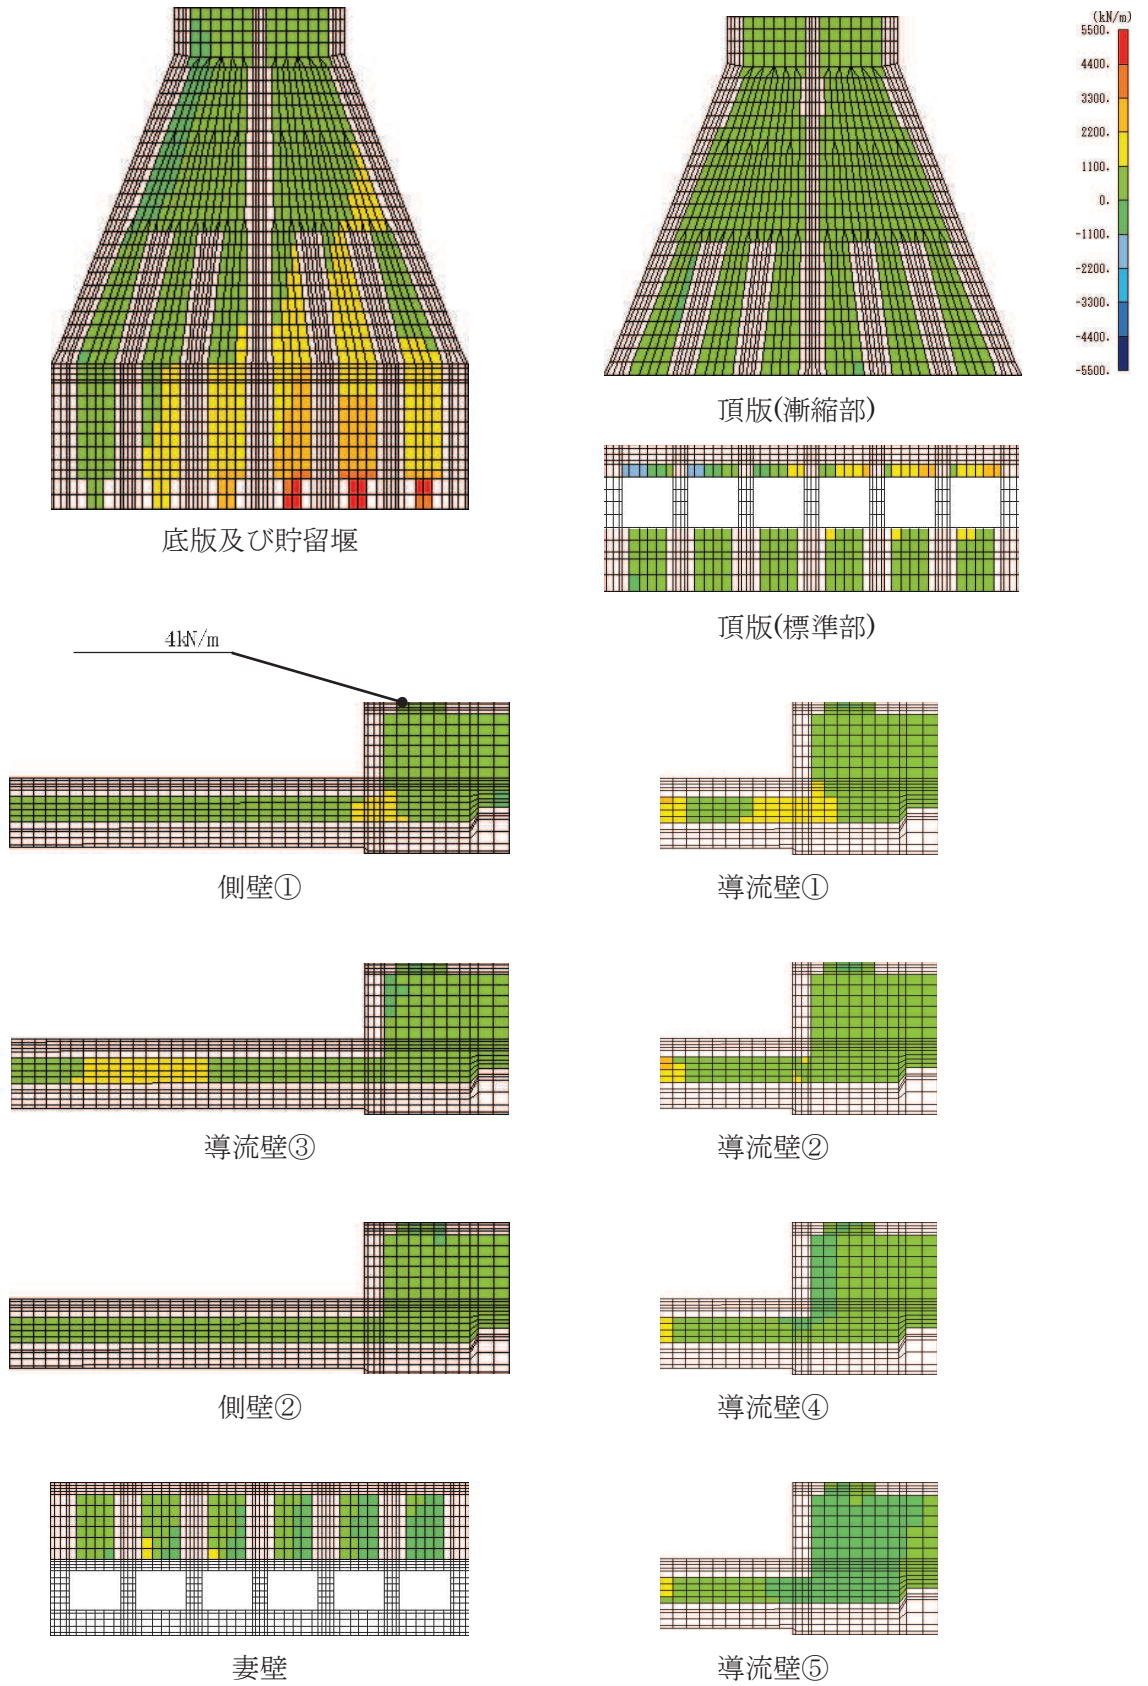 (kN/m)
5500.
4400.
3300.
2200.
1100.
0.
-1100.
-2200.
-3300.
-4400.
-5500.
頂版(漸縮部)
底版及び貯留堰
頂版(標準部)
4kN/m
側壁①
導流壁①
導流壁③
導流壁②
側壁②
導流壁④
妻壁
導流壁⑤